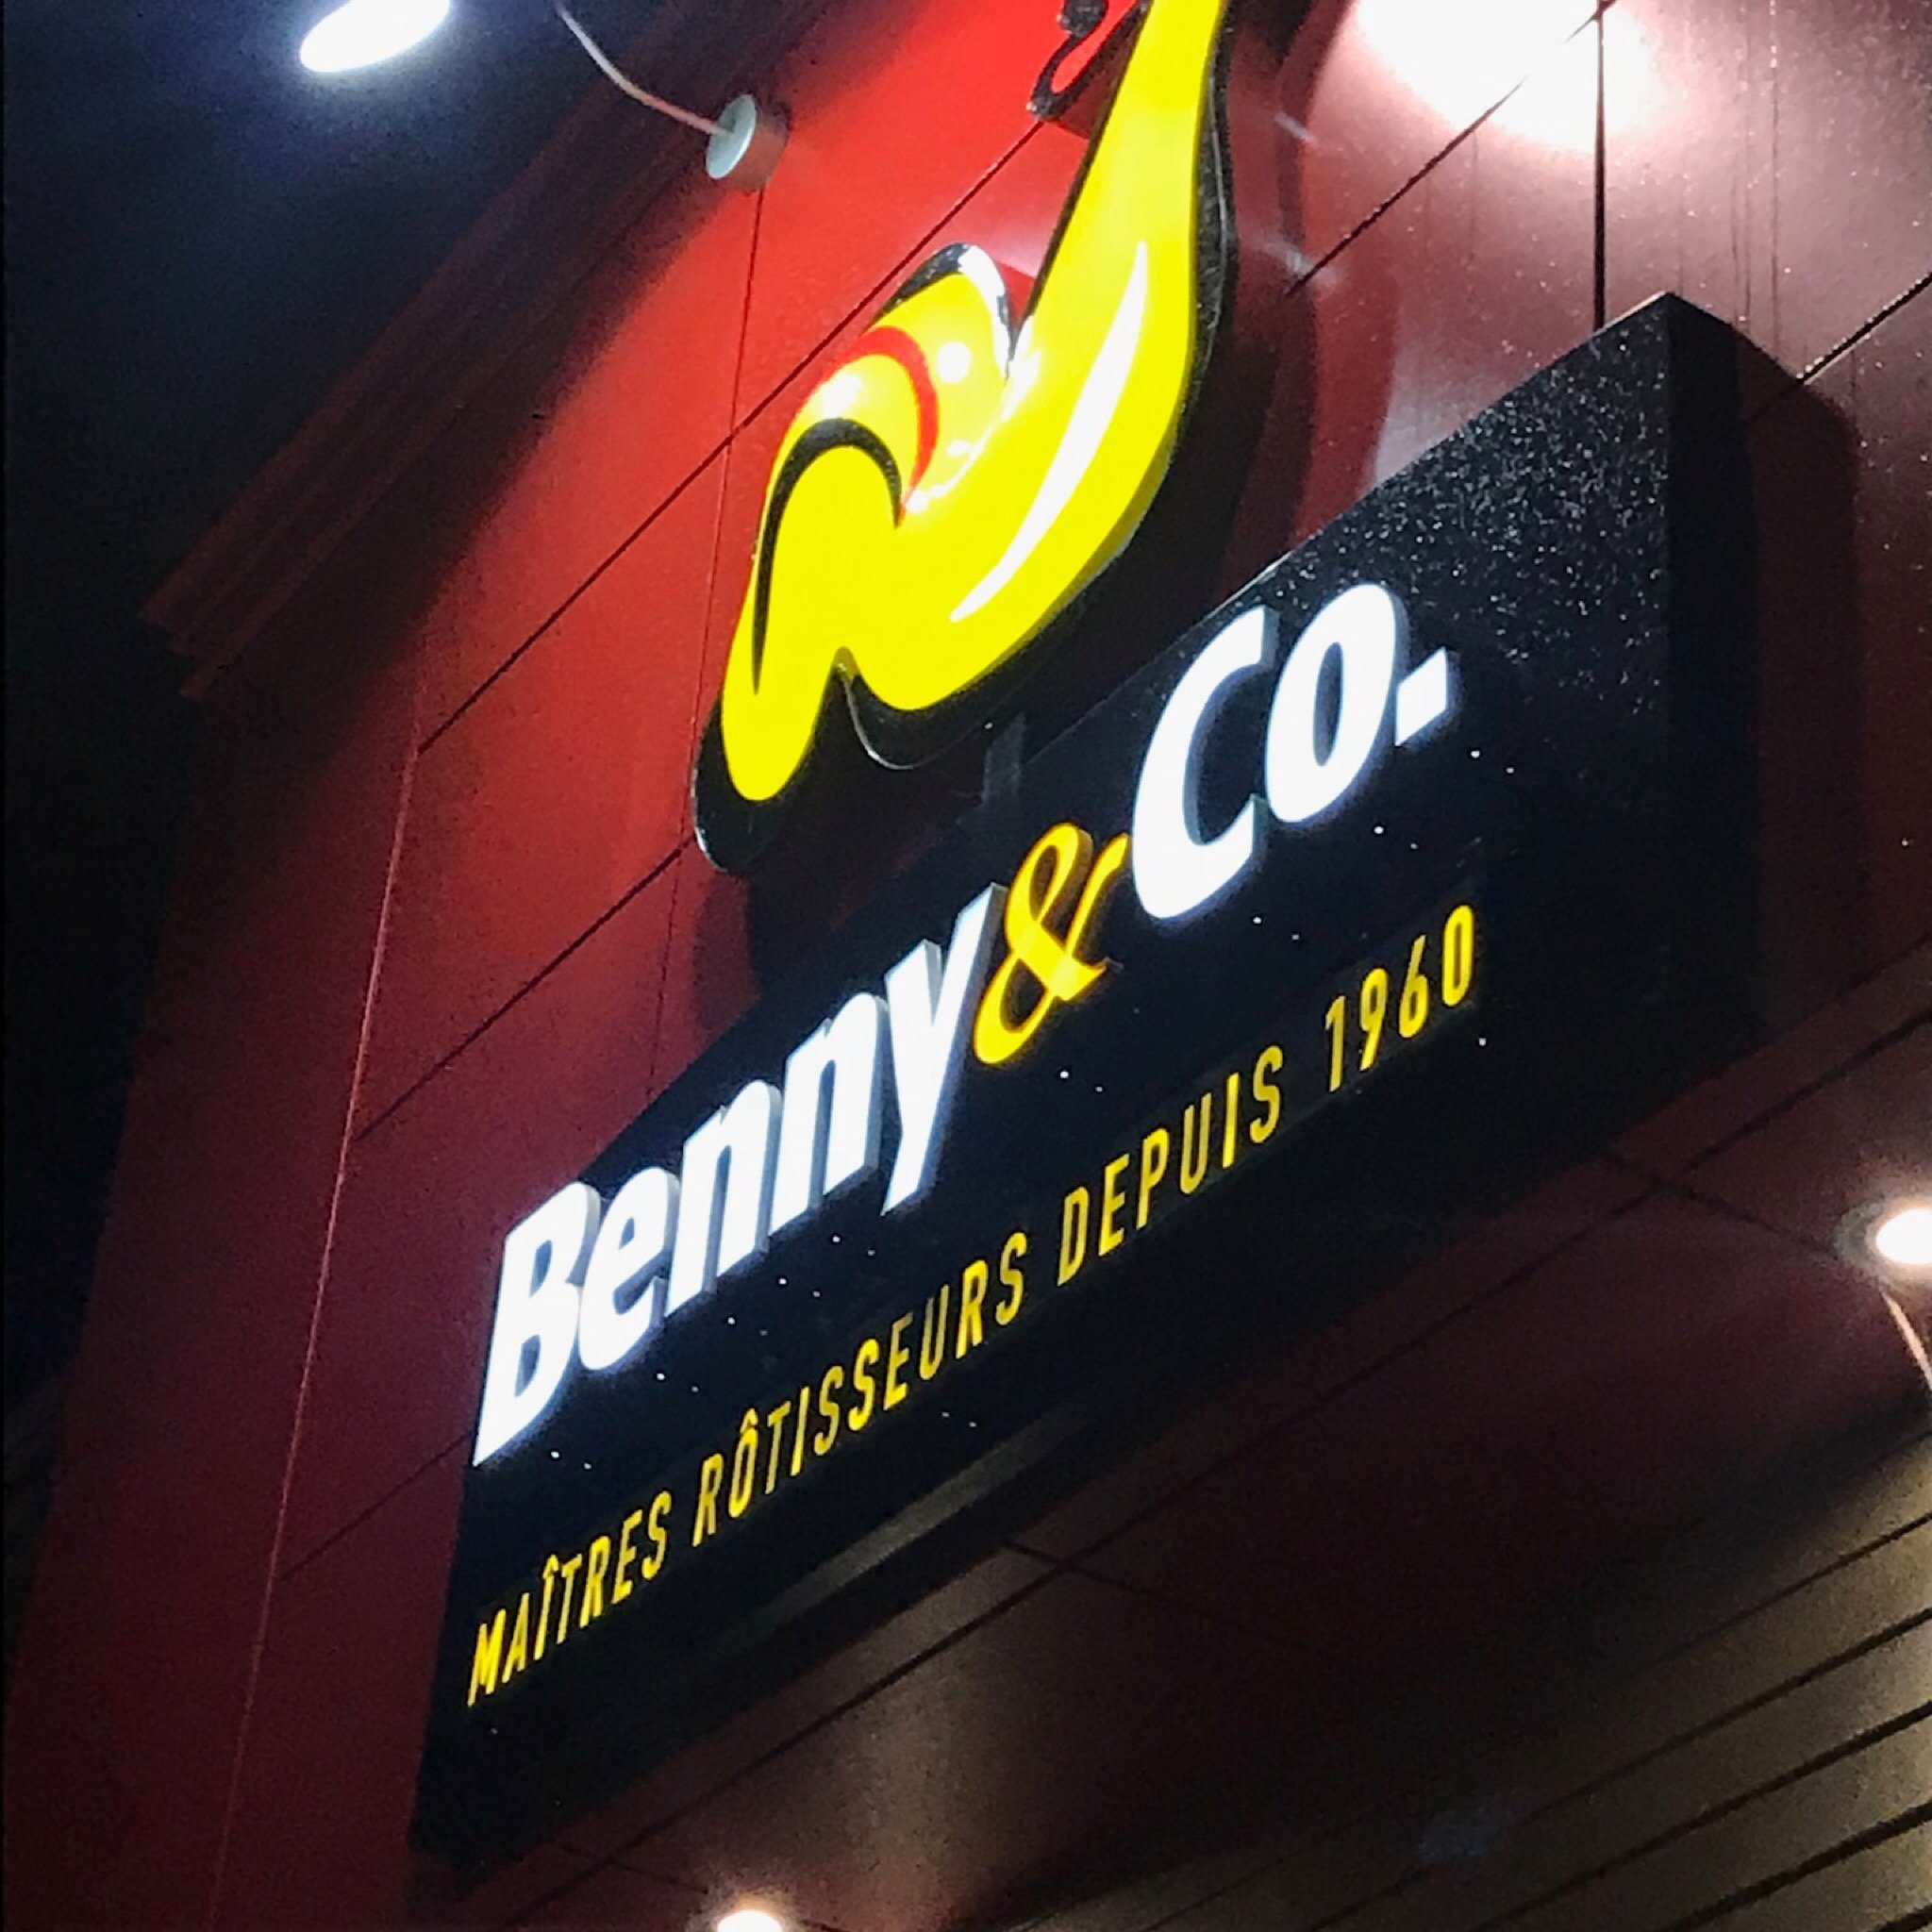 Benny&Co.
MAÎTRES RÔTISSEURS DEPUIS 1960